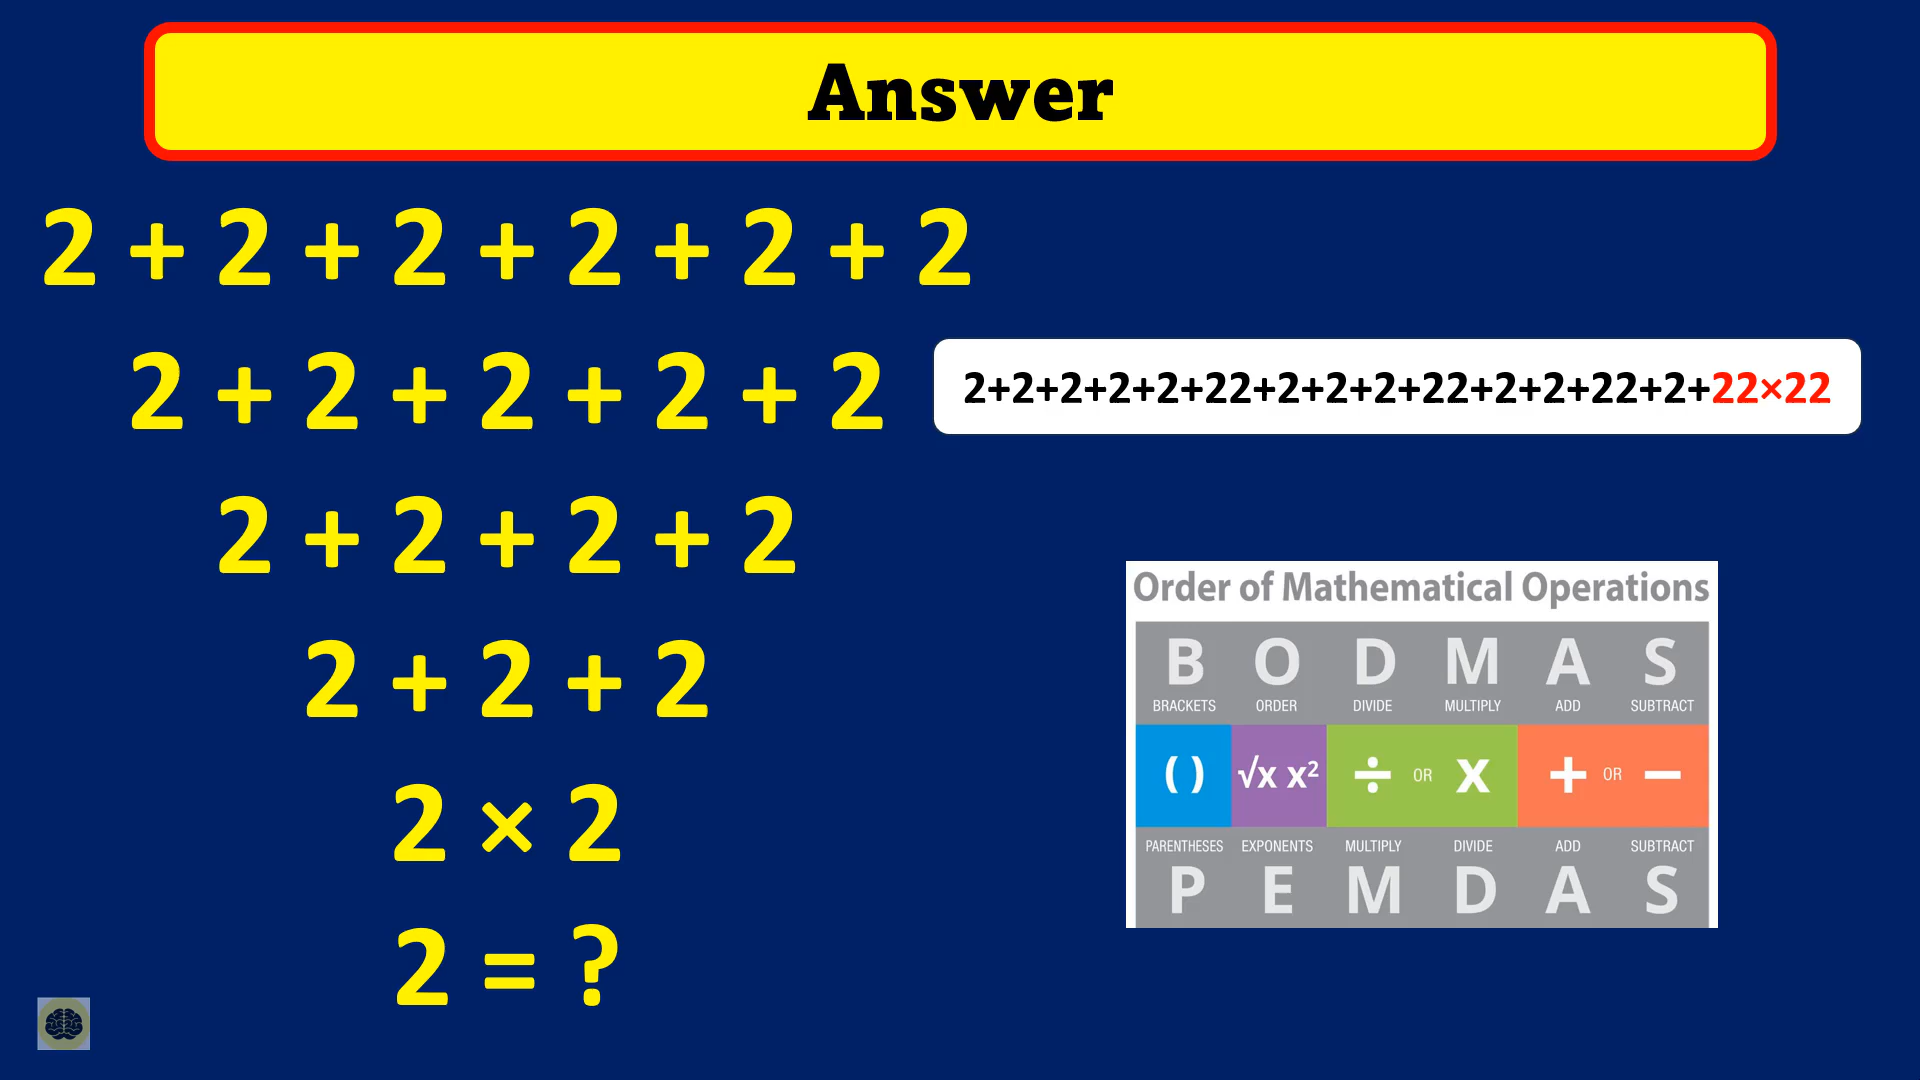 Answer
2 + 2 + 2 + 2 + 2 + 2
2 + 2 + 2 + 2 + 2
2+2+2+2+2+22+2+2+2+22+2+2+22+2+22×22
2 + 2 + 2 + 2
2 + 2 + 2
2 × 2
2 = ?
Order of Mathematical Operations
B O D M A S
BRACKETS ORDER DIVIDE MULTIPLY ADD SUBTRACT
( ) √x x² ÷ OR x + OR −
PARENTHESES EXPONENTS MULTIPLY DIVIDE ADD SUBTRACT
P E M D A S